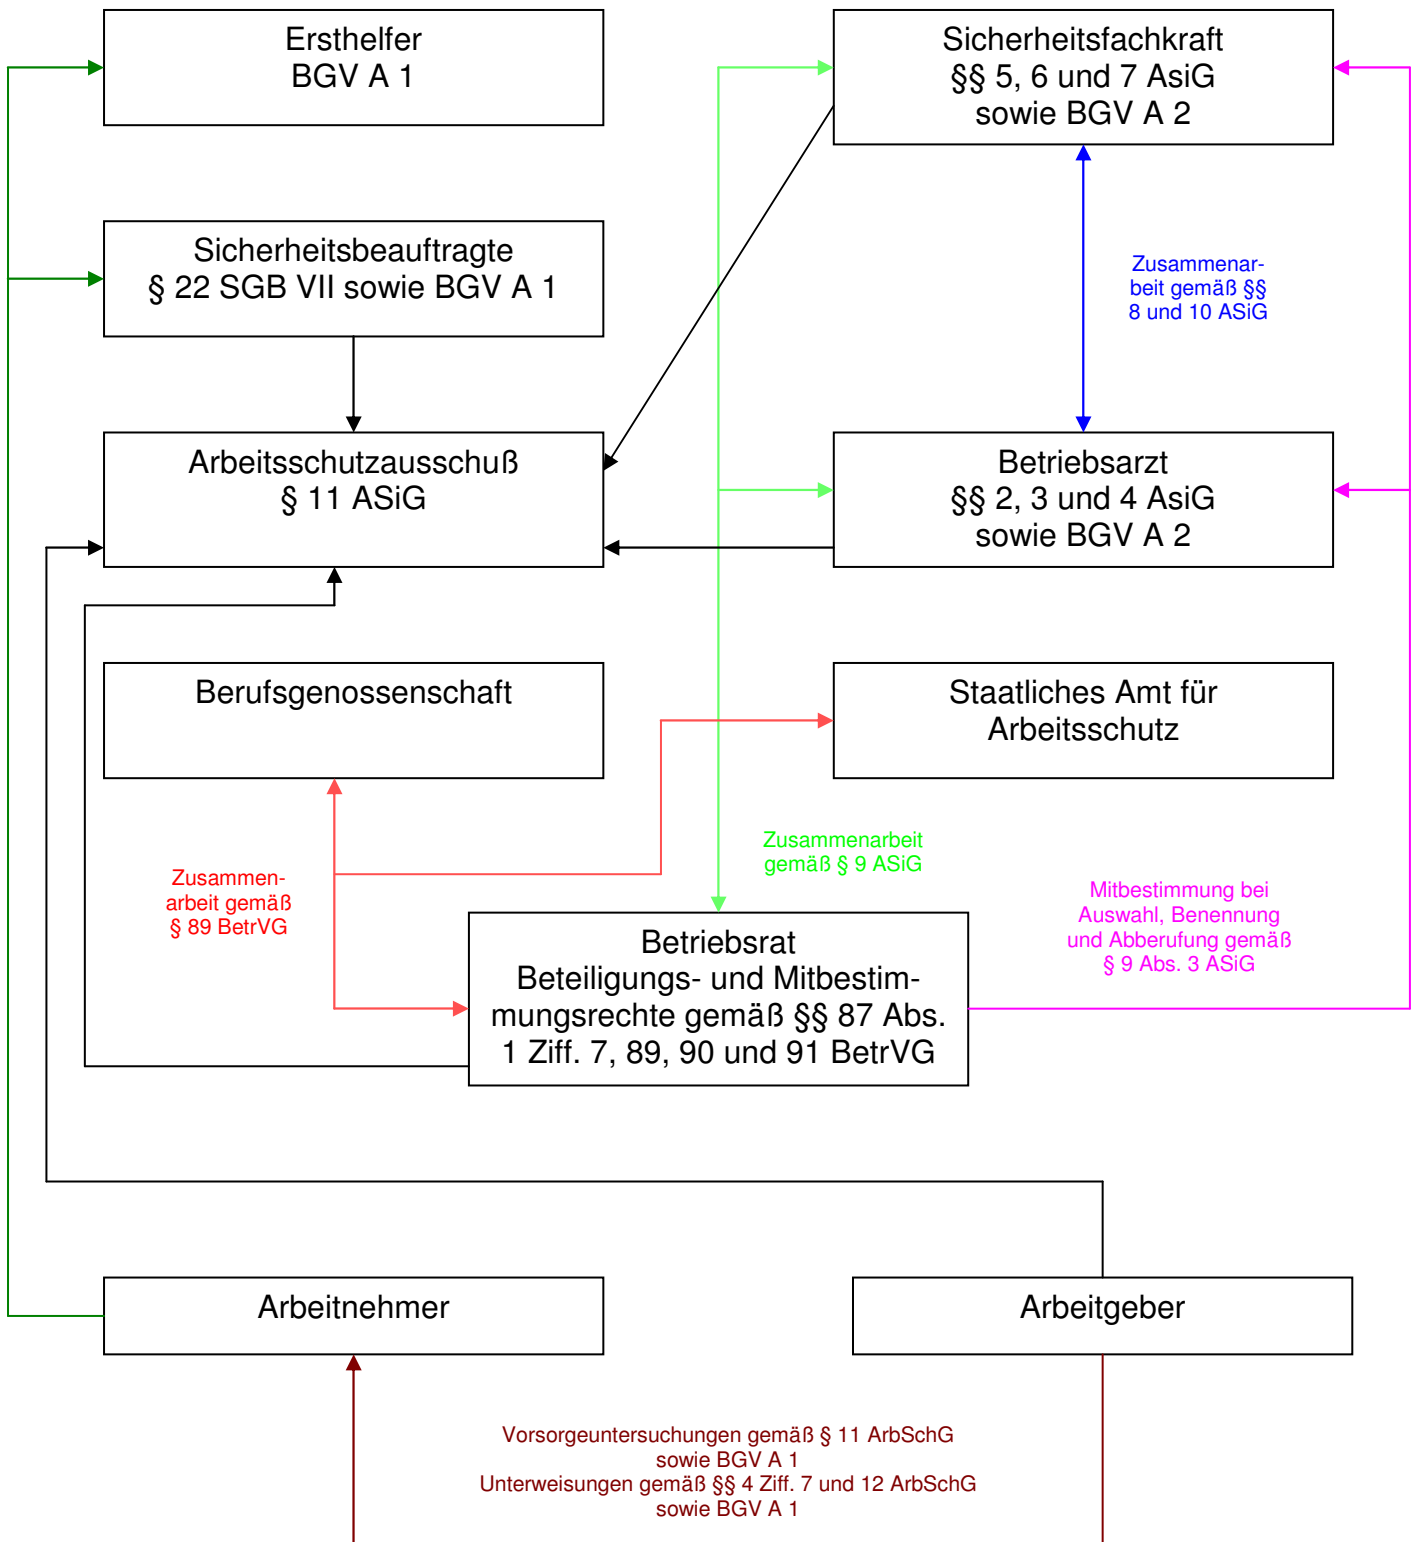 Ersthelfer
BGV A 1
Sicherheitsfachkraft
§§ 5, 6 und 7 AsiG
sowie BGV A 2
Sicherheitsbeauftragte
§ 22 SGB VII sowie BGV A 1
Zusammenar-
beit gemäß §§
8 und 10 ASiG
Arbeitsschutzausschuß
§ 11 ASiG
Betriebsarzt
§§ 2, 3 und 4 AsiG
sowie BGV A 2
Berufsgenossenschaft
Staatliches Amt für
Arbeitsschutz
Zusammenarbeit
gemäß § 9 ASiG
Zusammen-
arbeit gemäß
§ 89 BetrVG
Mitbestimmung bei
Auswahl, Benennung
und Abberufung gemäß
§ 9 Abs. 3 ASiG
Betriebsrat
Beteiligungs- und Mitbestim-
mungsrechte gemäß §§ 87 Abs.
1 Ziff. 7, 89, 90 und 91 BetrVG
Arbeitnehmer
Arbeitgeber
Vorsorgeuntersuchungen gemäß § 11 ArbSchG
sowie BGV A 1
Unterweisungen gemäß §§ 4 Ziff. 7 und 12 ArbSchG
sowie BGV A 1